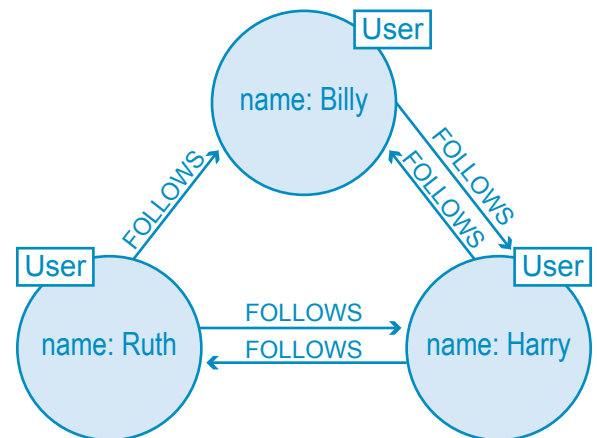 User
name: Billy
FOLLOWS
FOLLOWS
FOLLOWS
User
User
FOLLOWS
name: Ruth
FOLLOWS
name: Harry